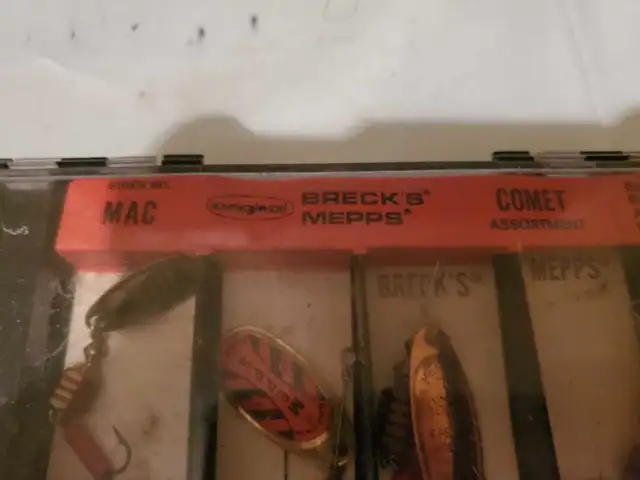 MAC
original
BRECK'S®
MEPPS®
COMET
ASSORTMENT
BRECK'S®
MEPPS®